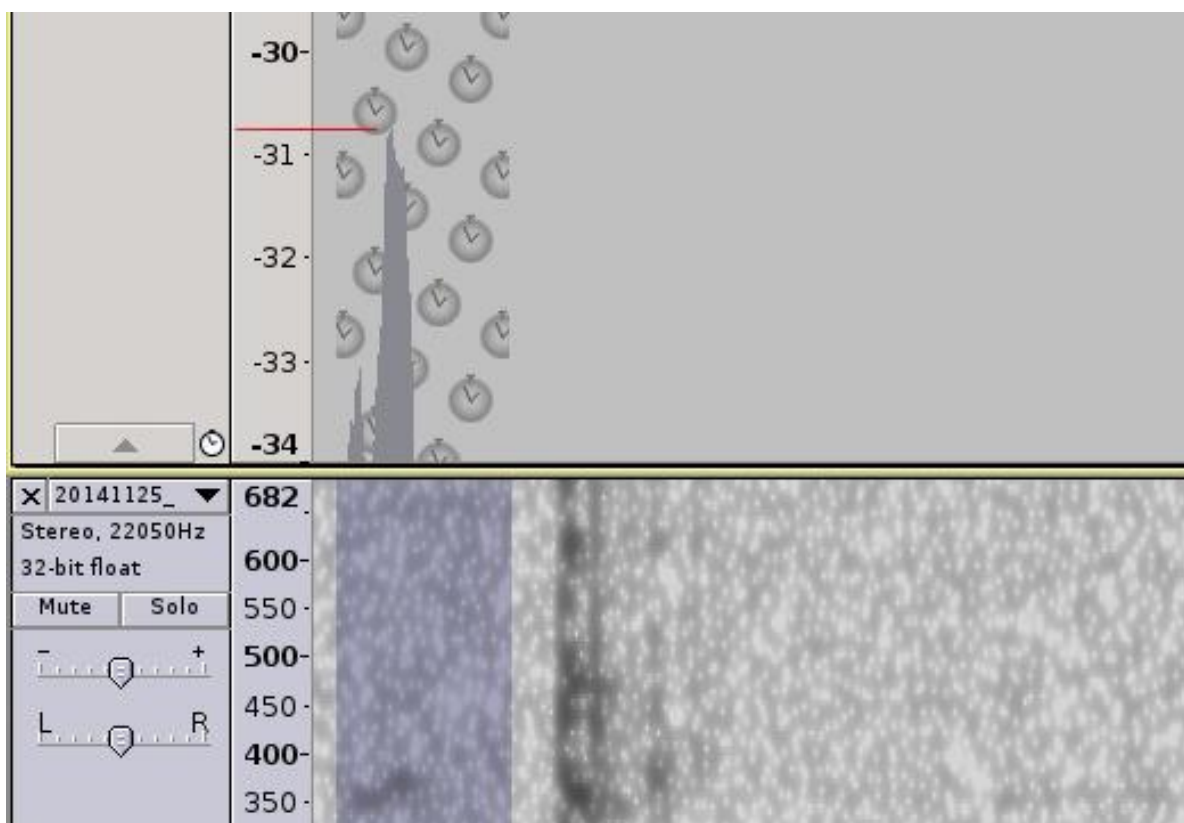 -30-
-31 -
-32 -
-33 -
-34
X 20141125_ ▼ 682
Stereo, 22050Hz
32-bit float 600-
Mute Solo 550 -
- + 500-
450 -
L R
400-
350 -